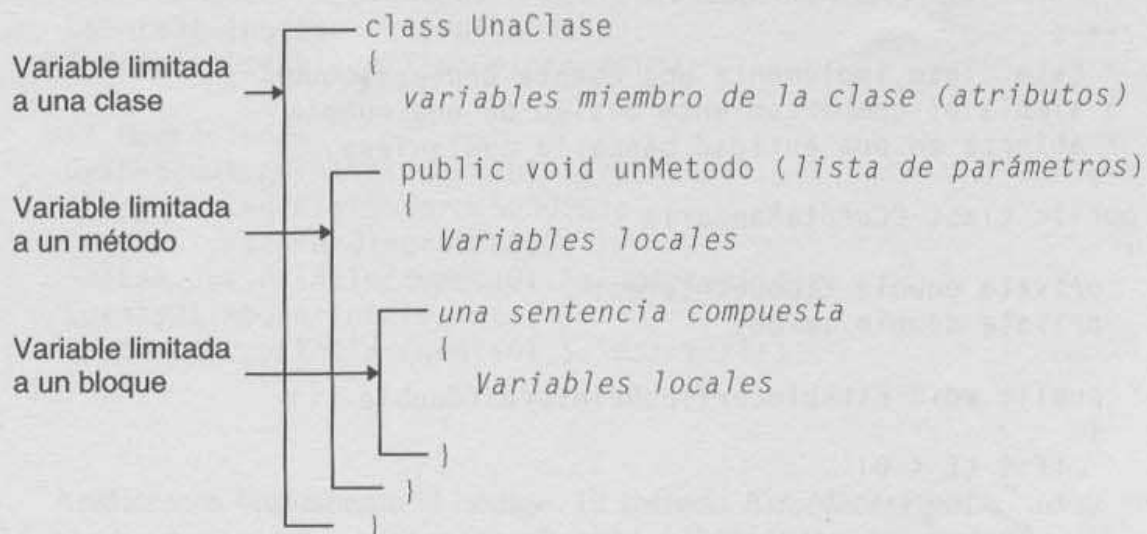 class UnaClase
{
Variable limitada
a una clase
variables miembro de la clase (atributos)
public void unMetodo (lista de parámetros)
{
Variable limitada
a un método
Variables locales
una sentencia compuesta
{
Variable limitada
a un bloque
Variables locales
}
}
}